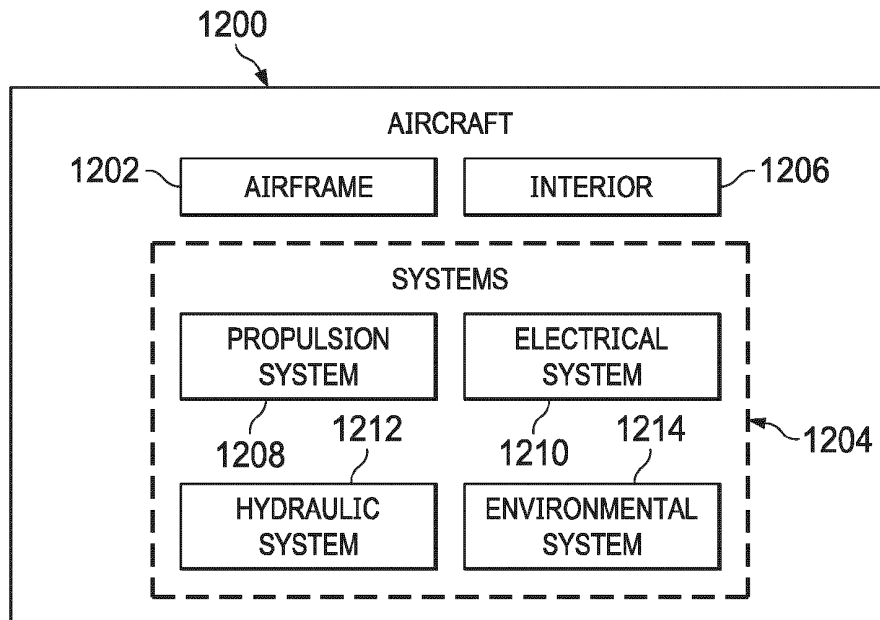 1200
AIRCRAFT
1202
AIRFRAME
INTERIOR
1206
SYSTEMS
PROPULSION
SYSTEM
ELECTRICAL
SYSTEM
1208
1212
1210
1214
1204
HYDRAULIC
SYSTEM
ENVIRONMENTAL
SYSTEM